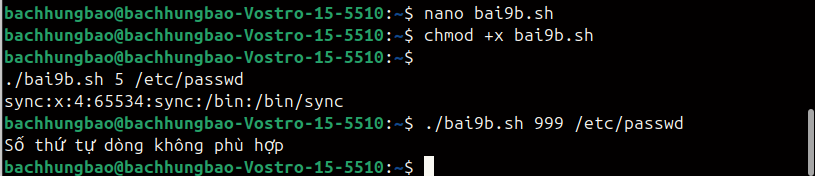 bachhungbao@bachhungbao-Vostro-15-5510:~$ nano bai9b.sh
bachhungbao@bachhungbao-Vostro-15-5510:~$ chmod +x bai9b.sh
bachhungbao@bachhungbao-Vostro-15-5510:~$
./bai9b.sh 5 /etc/passwd
sync:x:4:65534:sync:/bin:/bin/sync
bachhungbao@bachhungbao-Vostro-15-5510:~$ ./bai9b.sh 999 /etc/passwd
Số thứ tự dòng không phù hợp
bachhungbao@bachhungbao-Vostro-15-5510:~$